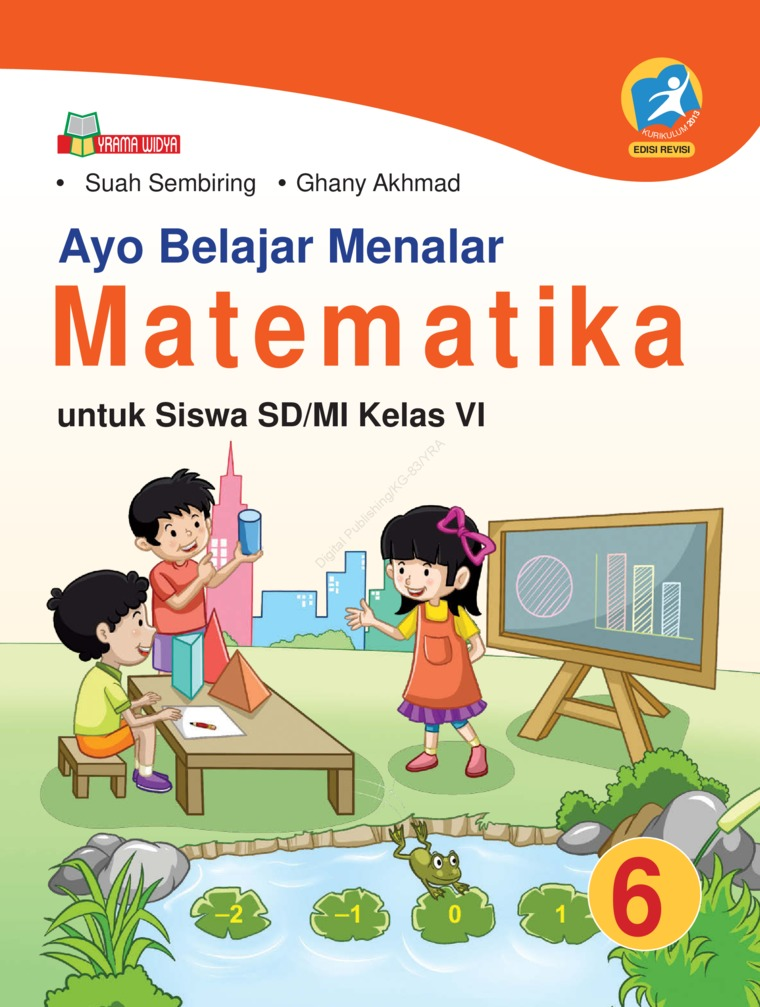 KURIKULUM 2013
EDISI REVISI
YRAMA WIDYA
• Suah Sembiring • Ghany Akhmad
Ayo Belajar Menalar
Matematika
untuk Siswa SD/MI Kelas VI
Digital Publishing/KG-83/YRA
–2 –1 0 1
6